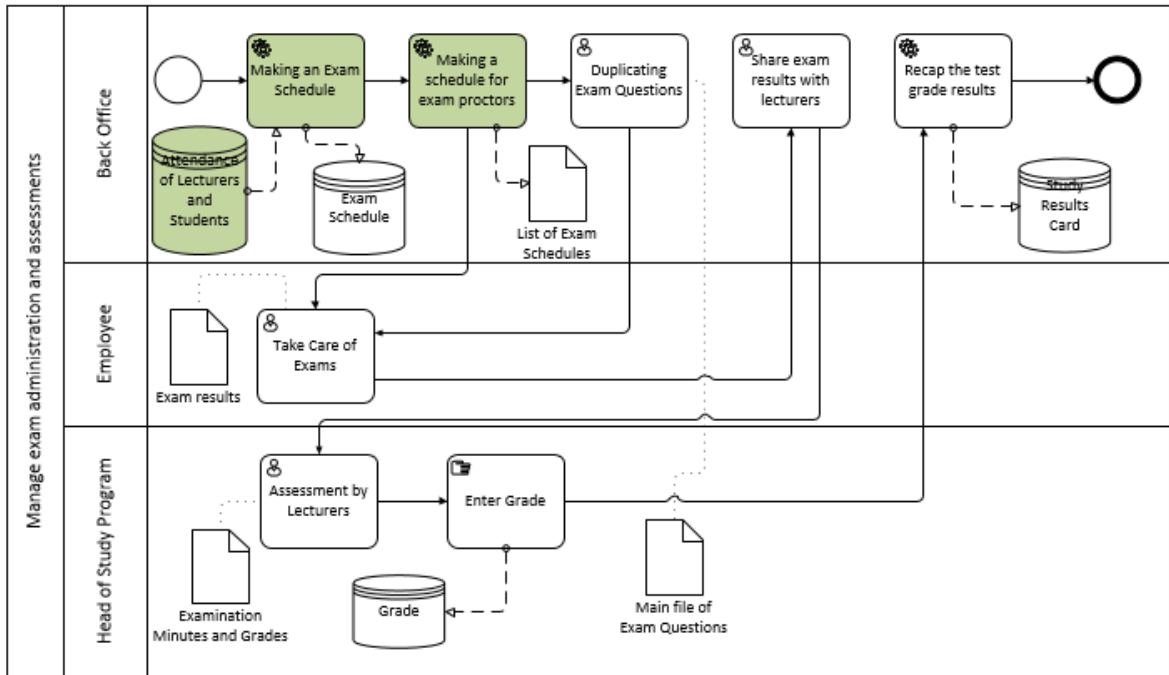 Manage exam administration and assessments
Back Office
Making an Exam
Schedule
Making a
schedule for
exam proctors
Duplicating
Exam Questions
Share exam
results with
lecturers
Recap the test
grade results
Attendance
of Lecturers
and
Students
Exam
Schedule
List of Exam
Schedules
Study
Results
Card
Employee
Exam results
Take Care of
Exams
Head of Study Program
Assessment by
Lecturers
Enter Grade
Examination
Minutes and Grades
Grade
Main file of
Exam Questions